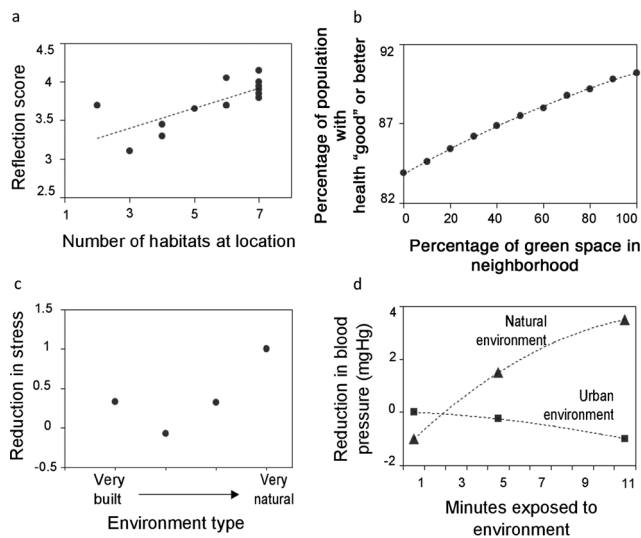 a
Reflection score
4.5
4
3.5
3
2.5
1
3
5
7
Number of habitats at location
b
Percentage of population
with
health “good” or better
92
87
82
0
20
40
60
80
100
Percentage of green space in
neighborhood
c
Reduction in stress
1.5
1
0.5
0
-0.5
Very
built
Very
natural
Environment type
d
Reduction in blood
pressure (mgHg)
4
2
0
-2
Natural
environment
Urban
environment
1
3
5
7
9
11
Minutes exposed to
environment